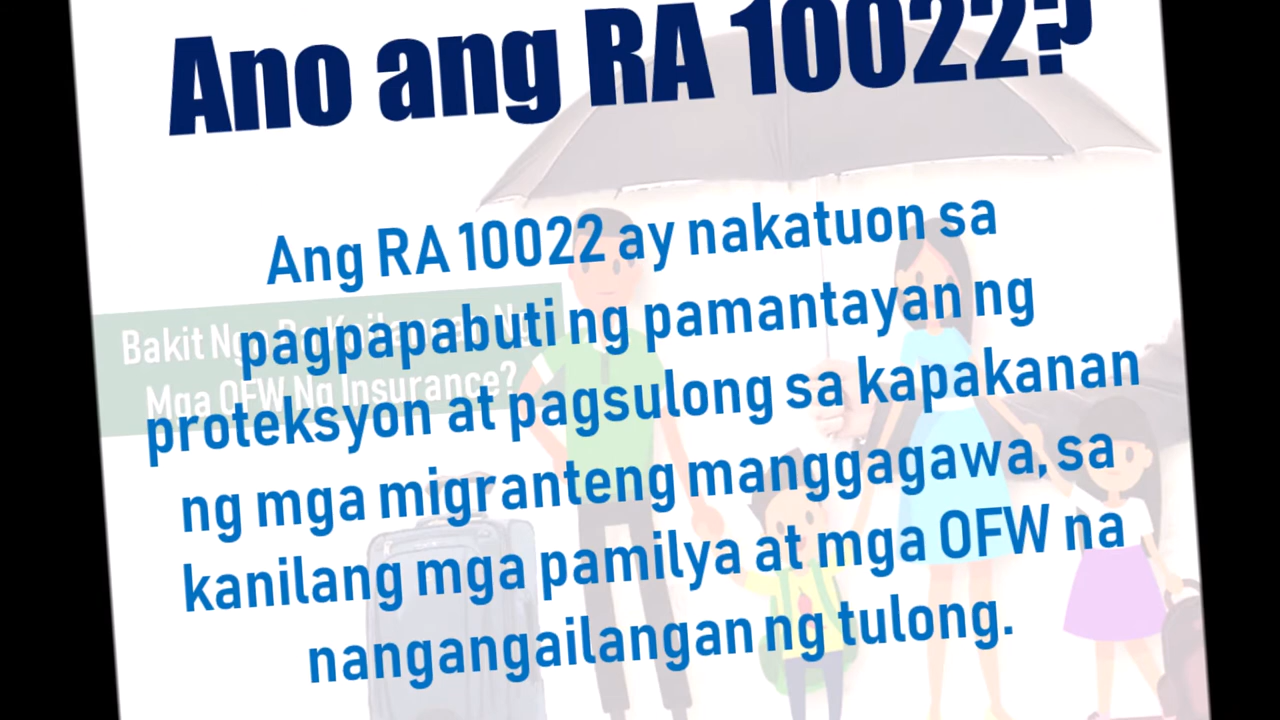 Ano ang RA 10022?
Ang RA 10022 ay nakatuon sa
pagpapabuti ng pamantayan ng
proteksyon at pagsulong sa kapakanan
ng mga migranteng manggagawa, sa
kanilang mga pamilya at mga OFW na
nangangailangan ng tulong.
Bakit
Mga OFW Ng Insurance?